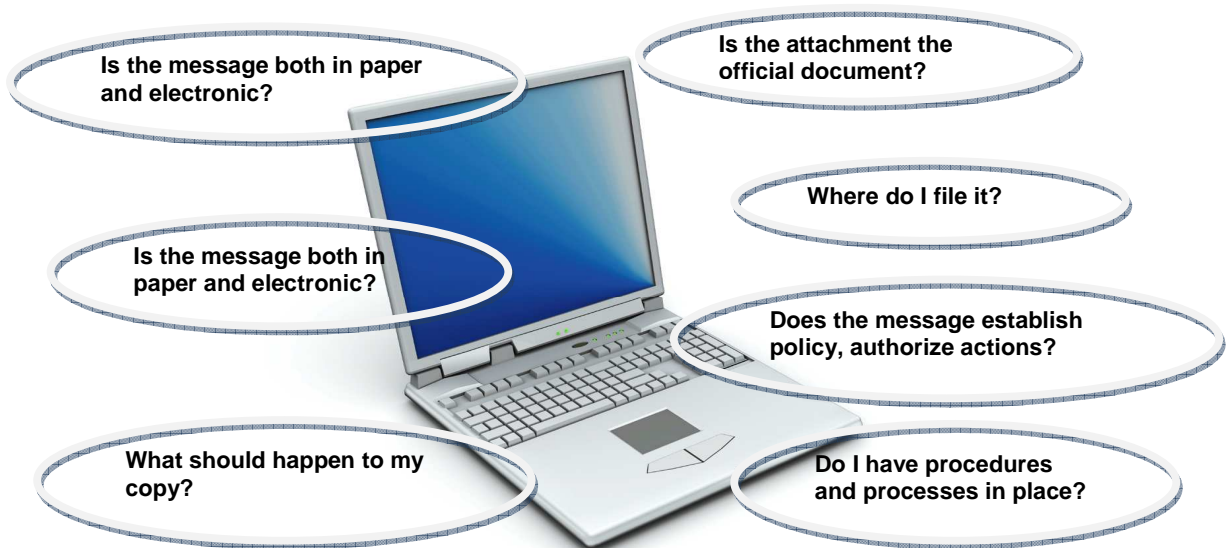 Is the message both in paper
and electronic?
Is the attachment the
official document?
Where do I file it?
Is the message both in
paper and electronic?
Does the message establish
policy, authorize actions?
What should happen to my
copy?
Do I have procedures
and processes in place?